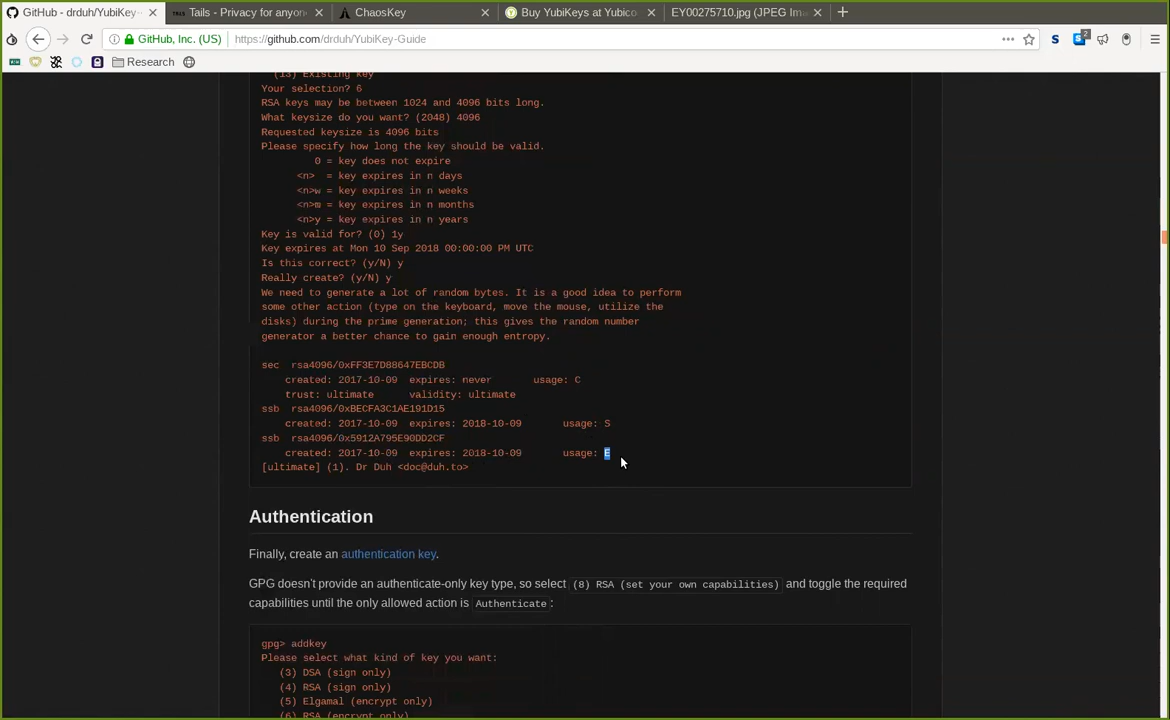 GitHub - drduh/YubiKey-
Tails - Privacy for anyon
ChaosKey
Buy YubiKeys at Yubico
EY00275710.jpg (JPEG Im
GitHub, Inc. (US)
https://github.com/drduh/YubiKey-Guide
S
S
2
Research
(13) Existing key
Your selection? 6
RSA keys may be between 1024 and 4096 bits long.
What keysize do you want? (2048) 4096
Requested keysize is 4096 bits
Please specify how long the key should be valid.
0 = key does not expire
<n> = key expires in n days
<n>w = key expires in n weeks
<n>m = key expires in n months
<n>y = key expires in n years
Key is valid for? (0) 1y
Key expires at Mon 10 Sep 2018 00:00:00 PM UTC
Is this correct? (y/N) y
Really create? (y/N) y
We need to generate a lot of random bytes. It is a good idea to perform
some other action (type on the keyboard, move the mouse, utilize the
disks) during the prime generation; this gives the random number
generator a better chance to gain enough entropy.
sec rsa4096/0xFF3E7D88647EBCDB
created: 2017-10-09 expires: never usage: C
trust: ultimate validity: ultimate
ssb rsa4096/0xBECFA3C1AE191D15
created: 2017-10-09 expires: 2018-10-09 usage: S
ssb rsa4096/0x5912A795E90DD2CF
created: 2017-10-09 expires: 2018-10-09 usage: E
[ultimate] (1). Dr Duh <doc@duh.to>
Authentication
Finally, create an authentication key.
GPG doesn't provide an authenticate-only key type, so select (8) RSA (set your own capabilities) and toggle the required
capabilities until the only allowed action is Authenticate :
gpg> addkey
Please select what kind of key you want:
(3) DSA (sign only)
(4) RSA (sign only)
(5) Elgamal (encrypt only)
(6) RSA (encrypt only)